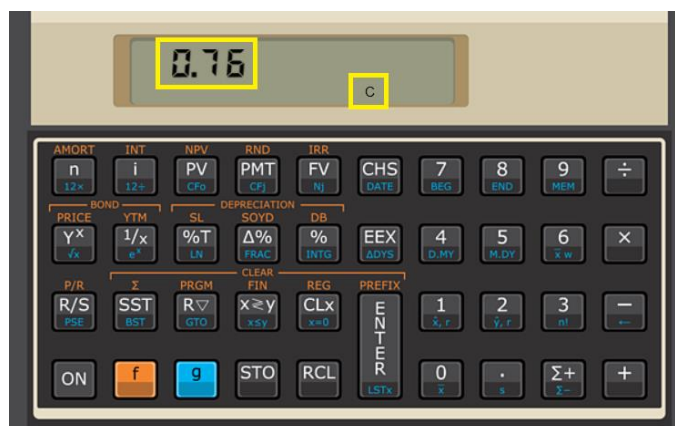 0.76
C
AMORT INT NPV RND IRR
n i PV PMT FV CHS 7 8 9 ÷
12× 12÷ CFo CFj Nj DATE BEG END MEM
BOND DEPRECIATION
PRICE YTM SL SOYD DB
Yx 1/x %T Δ% % EEX 4 5 6 ×
√x ex LN FRAC INTG ΔDYS D.MY M.DY x̄ w
CLEAR
P/R Σ PRGM FIN REG PREFIX
R/S SST R▽ x≷y CLx ENTER 1 2 3 −
PSE BST GTO x≤y x=0 x̂, r ŷ, r n! ←
ON f g STO RCL 0 . Σ+ +
LSTx x̄ s Σ−